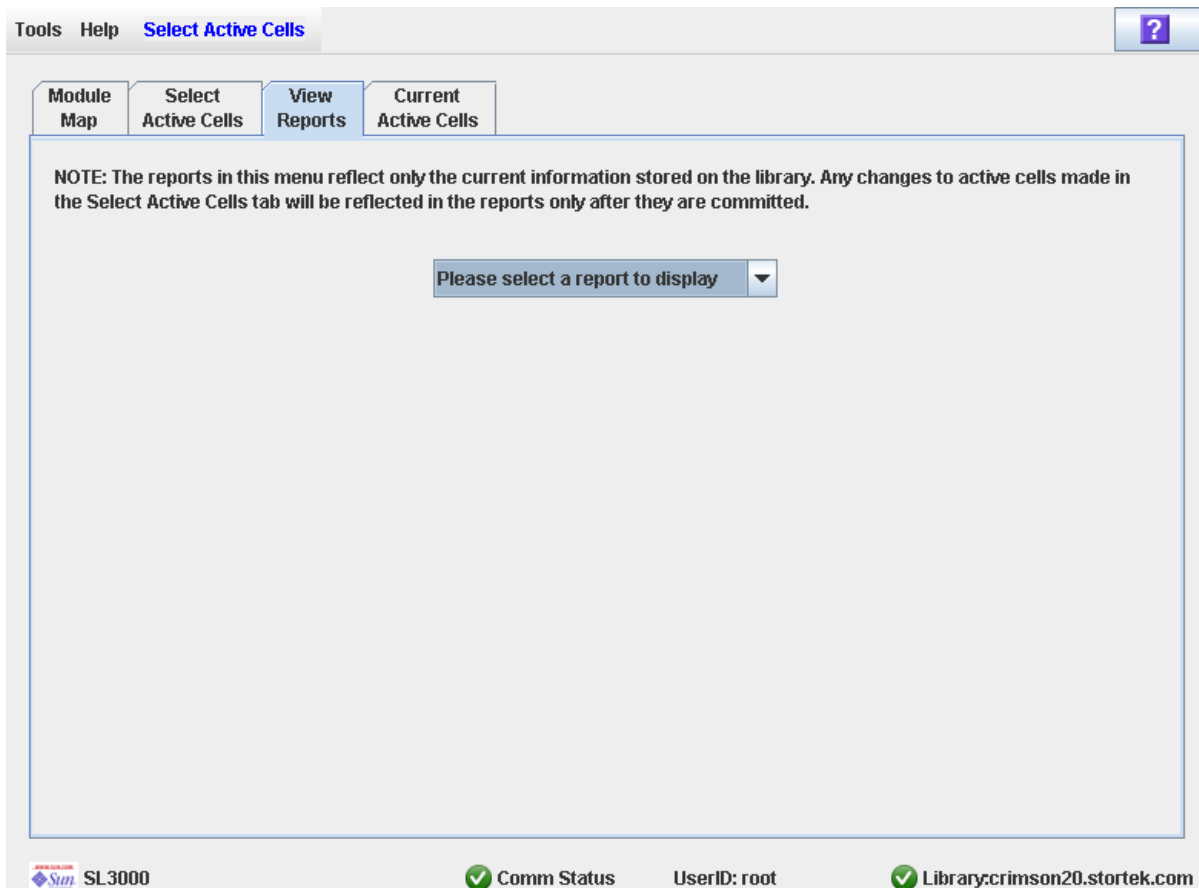 Tools Help Select Active Cells
?
Module Map
Select Active Cells
View Reports
Current Active Cells
NOTE: The reports in this menu reflect only the current information stored on the library. Any changes to active cells made in
the Select Active Cells tab will be reflected in the reports only after they are committed.
Please select a report to display
Sun SL3000 Comm Status UserID: root Library:crimson20.stortek.com